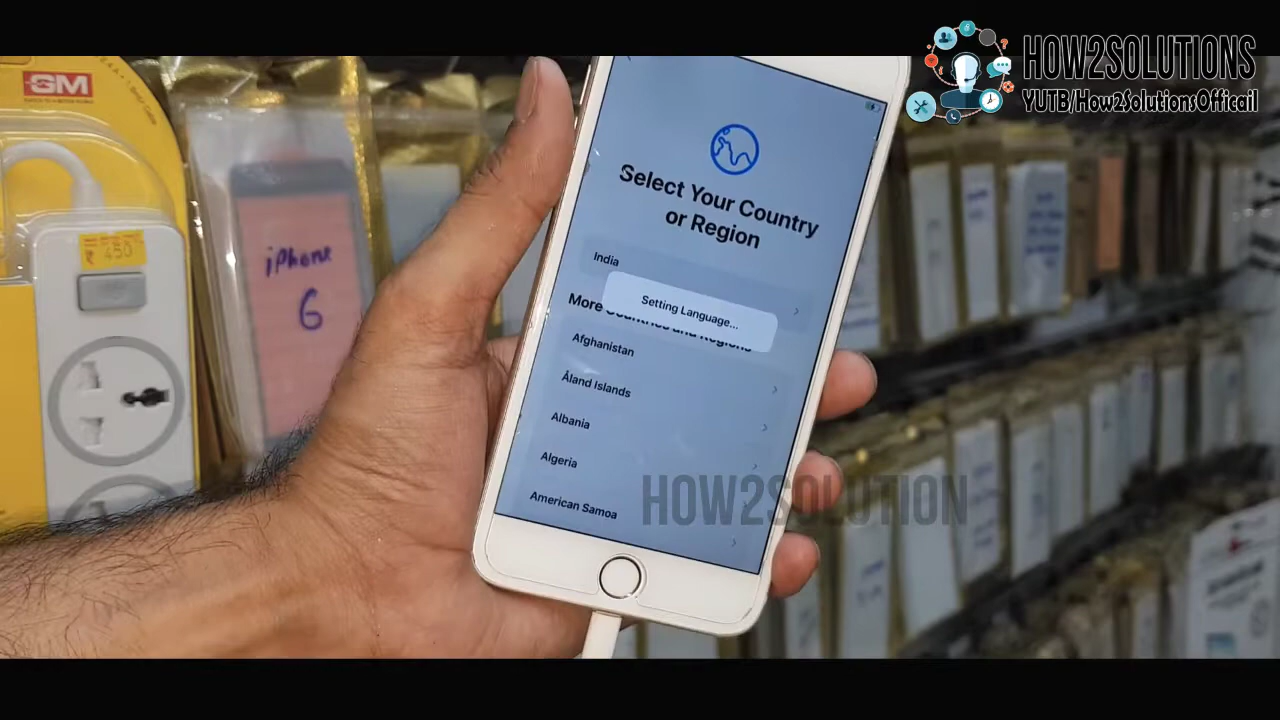 HOW2SOLUTIONS
YUTB/How2SolutionsOfficail
GM
450
iPhone
6
Select Your Country
or Region
India
Setting Language...
More Countries and Regions
Afghanistan
Åland Islands
Albania
Algeria
American Samoa
HOW2SOLUTION